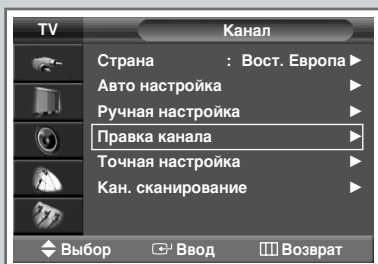 TV Канал
Страна : Вост. Европа ►
Авто настройка ►
Ручная настройка ►
Правка канала ►
Точная настройка ►
Кан. сканирование ►
Выбор Ввод Возврат